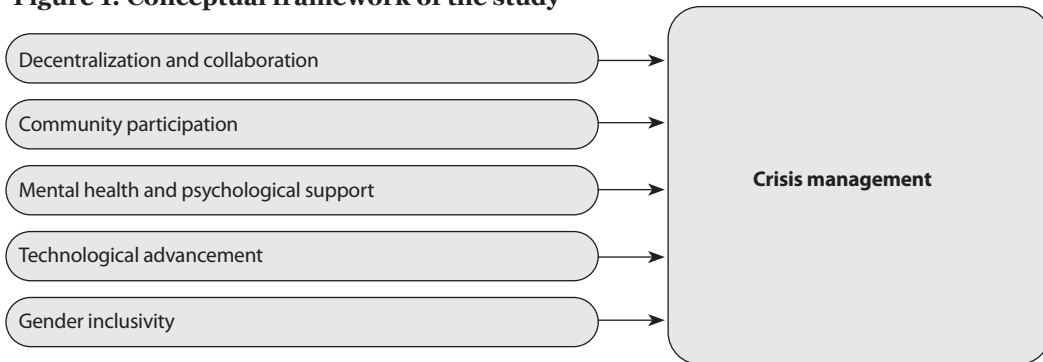 Figure 1. Conceptual framework of the study
Decentralization and collaboration
Community participation
Mental health and psychological support
Technological advancement
Gender inclusivity
Crisis management